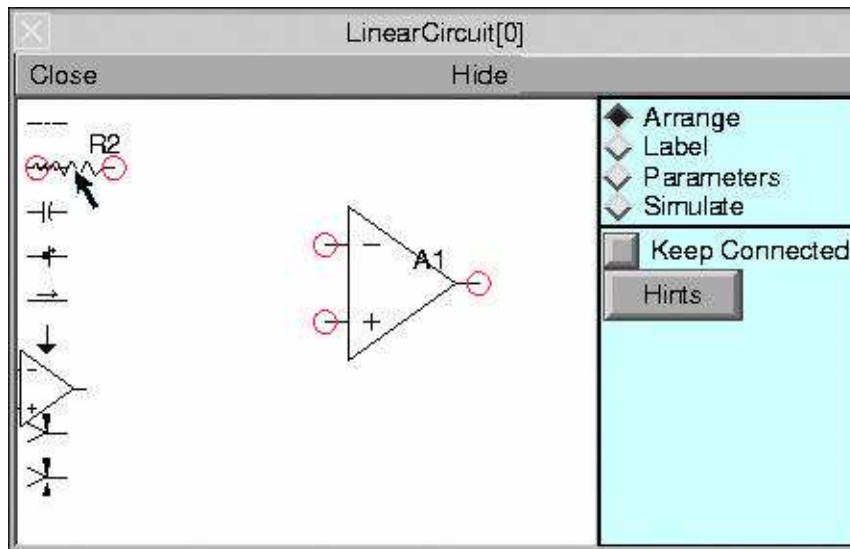 LinearCircuit[0]
Close Hide
R2
A1
Arrange
Label
Parameters
Simulate
Keep Connected
Hints